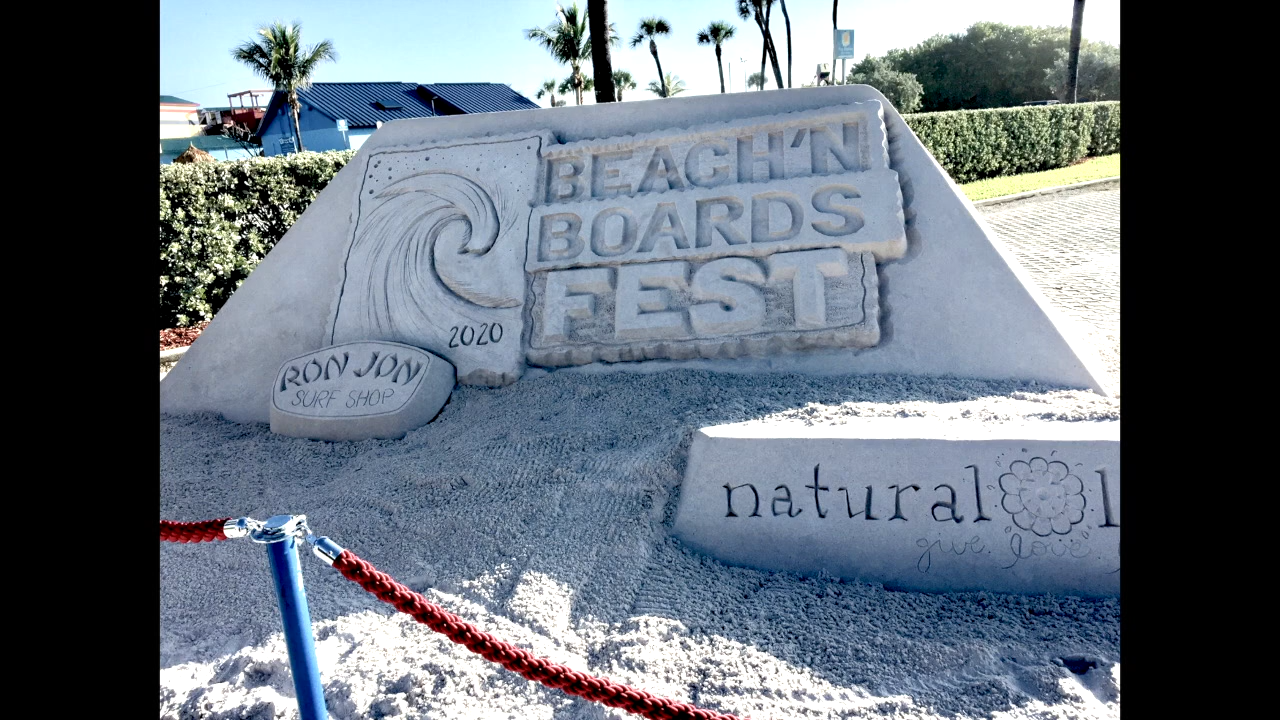 BEACH'N
BOARDS
FEST
2020
RON JON
SURF SHOP
natural l
give. love.